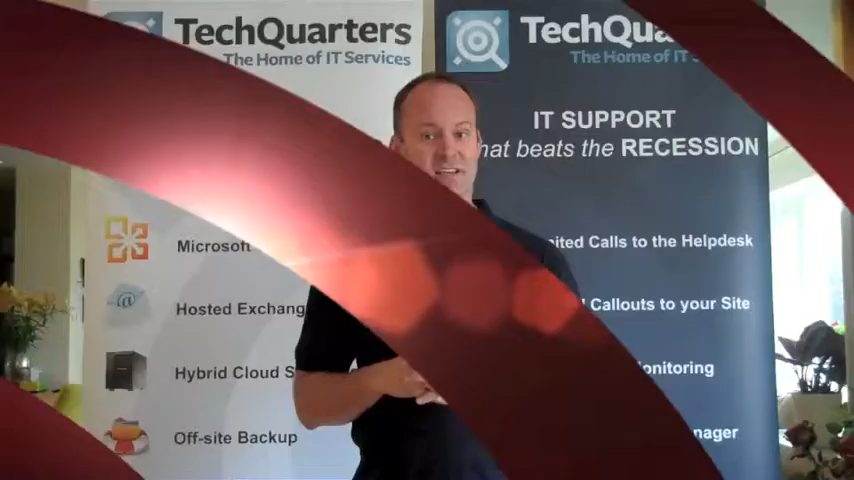 TechQuarters
The Home of IT Services
Microsoft
Hosted Exchange
Hybrid Cloud
Off-site Backup
TechQua
The Home of IT S
IT SUPPORT
hat beats the RECESSION
ited Calls to the Helpdesk
Callouts to your Site
onitoring
nager